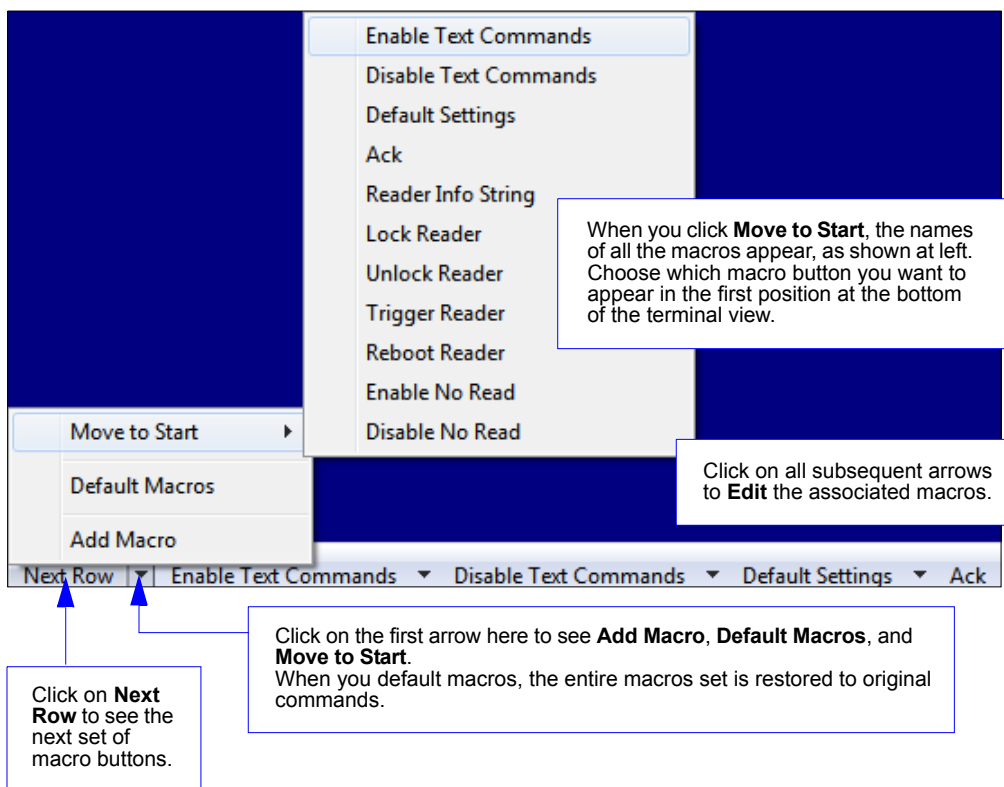 Enable Text Commands
Disable Text Commands
Default Settings
Ack
Reader Info String
Lock Reader
Unlock Reader
Trigger Reader
Reboot Reader
Enable No Read
Disable No Read
When you click Move to Start, the names
of all the macros appear, as shown at left.
Choose which macro button you want to
appear in the first position at the bottom
of the terminal view.
Move to Start
Default Macros
Add Macro
Click on all subsequent arrows
to Edit the associated macros.
Next Row Enable Text Commands Disable Text Commands Default Settings Ack
Click on the first arrow here to see Add Macro, Default Macros, and
Move to Start.
When you default macros, the entire macros set is restored to original
commands.
Click on Next
Row to see the
next set of
macro buttons.